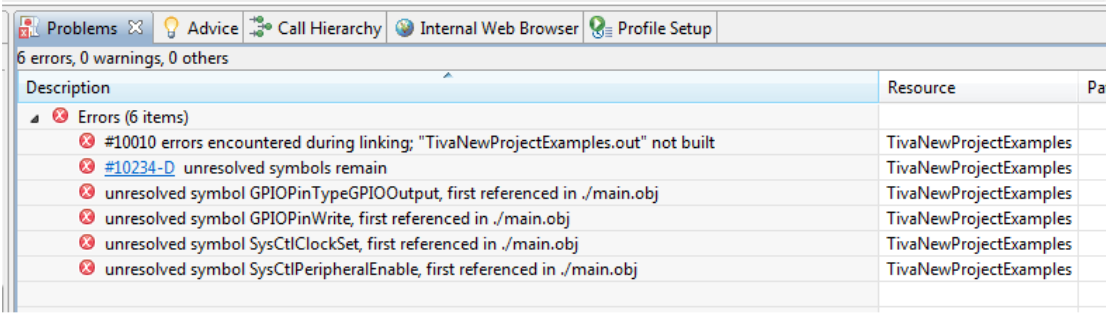 Problems Advice Call Hierarchy Internal Web Browser Profile Setup
6 errors, 0 warnings, 0 others
Description Resource Pa
Errors (6 items)
#10010 errors encountered during linking; "TivaNewProjectExamples.out" not built TivaNewProjectExamples
#10234-D unresolved symbols remain TivaNewProjectExamples
unresolved symbol GPIOPinTypeGPIOOutput, first referenced in ./main.obj TivaNewProjectExamples
unresolved symbol GPIOPinWrite, first referenced in ./main.obj TivaNewProjectExamples
unresolved symbol SysCtlClockSet, first referenced in ./main.obj TivaNewProjectExamples
unresolved symbol SysCtlPeripheralEnable, first referenced in ./main.obj TivaNewProjectExamples